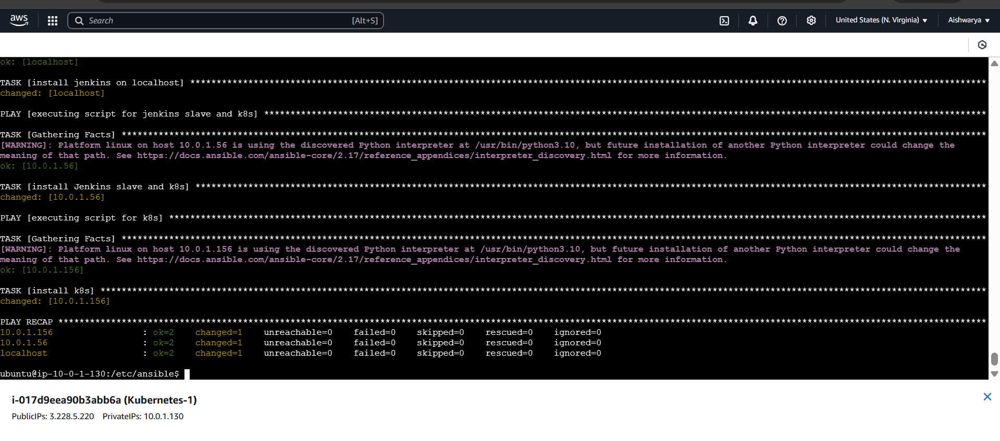 aws
Search [Alt+S]
United States (N. Virginia)
Aishwarya
ok: [localhost]
TASK [install jenkins on localhost] ******************************************************************************************************************************************************
changed: [localhost]
PLAY [executing script for jenkins slave and k8s] ****************************************************************************************************************************************
TASK [Gathering Facts] *******************************************************************************************************************************************************************
[WARNING]: Platform linux on host 10.0.1.56 is using the discovered Python interpreter at /usr/bin/python3.10, but future installation of another Python interpreter could change the
meaning of that path. See https://docs.ansible.com/ansible-core/2.17/reference_appendices/interpreter_discovery.html for more information.
ok: [10.0.1.56]
TASK [install Jenkins slave and k8s] *****************************************************************************************************************************************************
changed: [10.0.1.56]
PLAY [executing script for k8s] **********************************************************************************************************************************************************
TASK [Gathering Facts] *******************************************************************************************************************************************************************
[WARNING]: Platform linux on host 10.0.1.156 is using the discovered Python interpreter at /usr/bin/python3.10, but future installation of another Python interpreter could change the
meaning of that path. See https://docs.ansible.com/ansible-core/2.17/reference_appendices/interpreter_discovery.html for more information.
ok: [10.0.1.156]
TASK [install k8s] ***********************************************************************************************************************************************************************
changed: [10.0.1.156]
PLAY RECAP *******************************************************************************************************************************************************************************
10.0.1.156 : ok=2 changed=1 unreachable=0 failed=0 skipped=0 rescued=0 ignored=0
10.0.1.56 : ok=2 changed=1 unreachable=0 failed=0 skipped=0 rescued=0 ignored=0
localhost : ok=2 changed=1 unreachable=0 failed=0 skipped=0 rescued=0 ignored=0
ubuntu@ip-10-0-1-130:/etc/ansible$
i-017d9eea90b3abb6a (Kubernetes-1)
PublicIPs: 3.228.5.220 PrivateIPs: 10.0.1.130